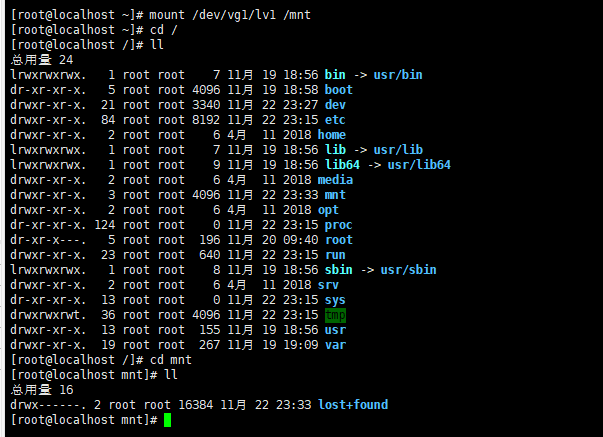 [root@localhost ~]# mount /dev/vg1/lv1 /mnt
[root@localhost ~]# cd /
[root@localhost /]# ll
总用量 24
lrwxrwxrwx.   1 root root    7 11月 19 18:56 bin -> usr/bin
dr-xr-xr-x.   5 root root 4096 11月 19 18:58 boot
drwxr-xr-x.  21 root root 3340 11月 22 23:27 dev
drwxr-xr-x.  84 root root 8192 11月 22 23:15 etc
drwxr-xr-x.   2 root root    6 4月  11 2018 home
lrwxrwxrwx.   1 root root    7 11月 19 18:56 lib -> usr/lib
lrwxrwxrwx.   1 root root    9 11月 19 18:56 lib64 -> usr/lib64
drwxr-xr-x.   2 root root    6 4月  11 2018 media
drwxr-xr-x.   3 root root 4096 11月 22 23:33 mnt
drwxr-xr-x.   2 root root    6 4月  11 2018 opt
dr-xr-xr-x. 124 root root    0 11月 22 23:15 proc
dr-xr-x---.   5 root root  196 11月 20 09:40 root
drwxr-xr-x.  23 root root  640 11月 22 23:15 run
lrwxrwxrwx.   1 root root    8 11月 19 18:56 sbin -> usr/sbin
drwxr-xr-x.   2 root root    6 4月  11 2018 srv
dr-xr-xr-x.  13 root root    0 11月 22 23:15 sys
drwxrwxrwt.  36 root root 4096 11月 22 23:15 tmp
drwxr-xr-x.  13 root root  155 11月 19 18:56 usr
drwxr-xr-x.  19 root root  267 11月 19 19:09 var
[root@localhost /]# cd mnt
[root@localhost mnt]# ll
总用量 16
drwx------. 2 root root 16384 11月 22 23:33 lost+found
[root@localhost mnt]#